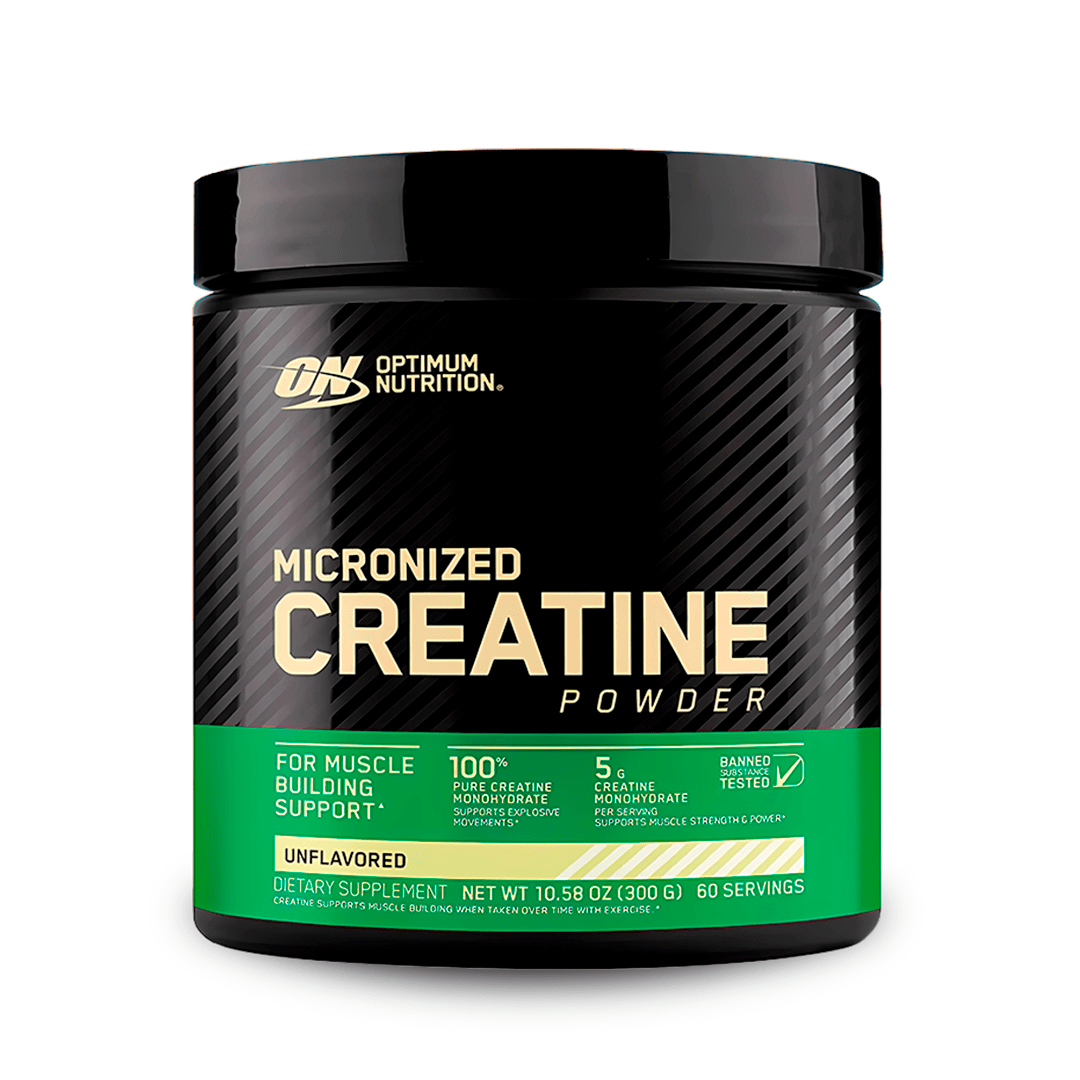 ON OPTIMUM
NUTRITION®
MICRONIZED
CREATINE
POWDER
FOR MUSCLE
BUILDING
SUPPORT▲
100%
PURE CREATINE
MONOHYDRATE
SUPPORTS EXPLOSIVE
MOVEMENTS*
5 G
CREATINE
MONOHYDRATE
PER SERVING
SUPPORTS MUSCLE STRENGTH & POWER*
BANNED
SUBSTANCE
TESTED
UNFLAVORED
DIETARY SUPPLEMENT NET WT 10.58 OZ (300 G) 60 SERVINGS
CREATINE SUPPORTS MUSCLE BUILDING WHEN TAKEN OVER TIME WITH EXERCISE.*